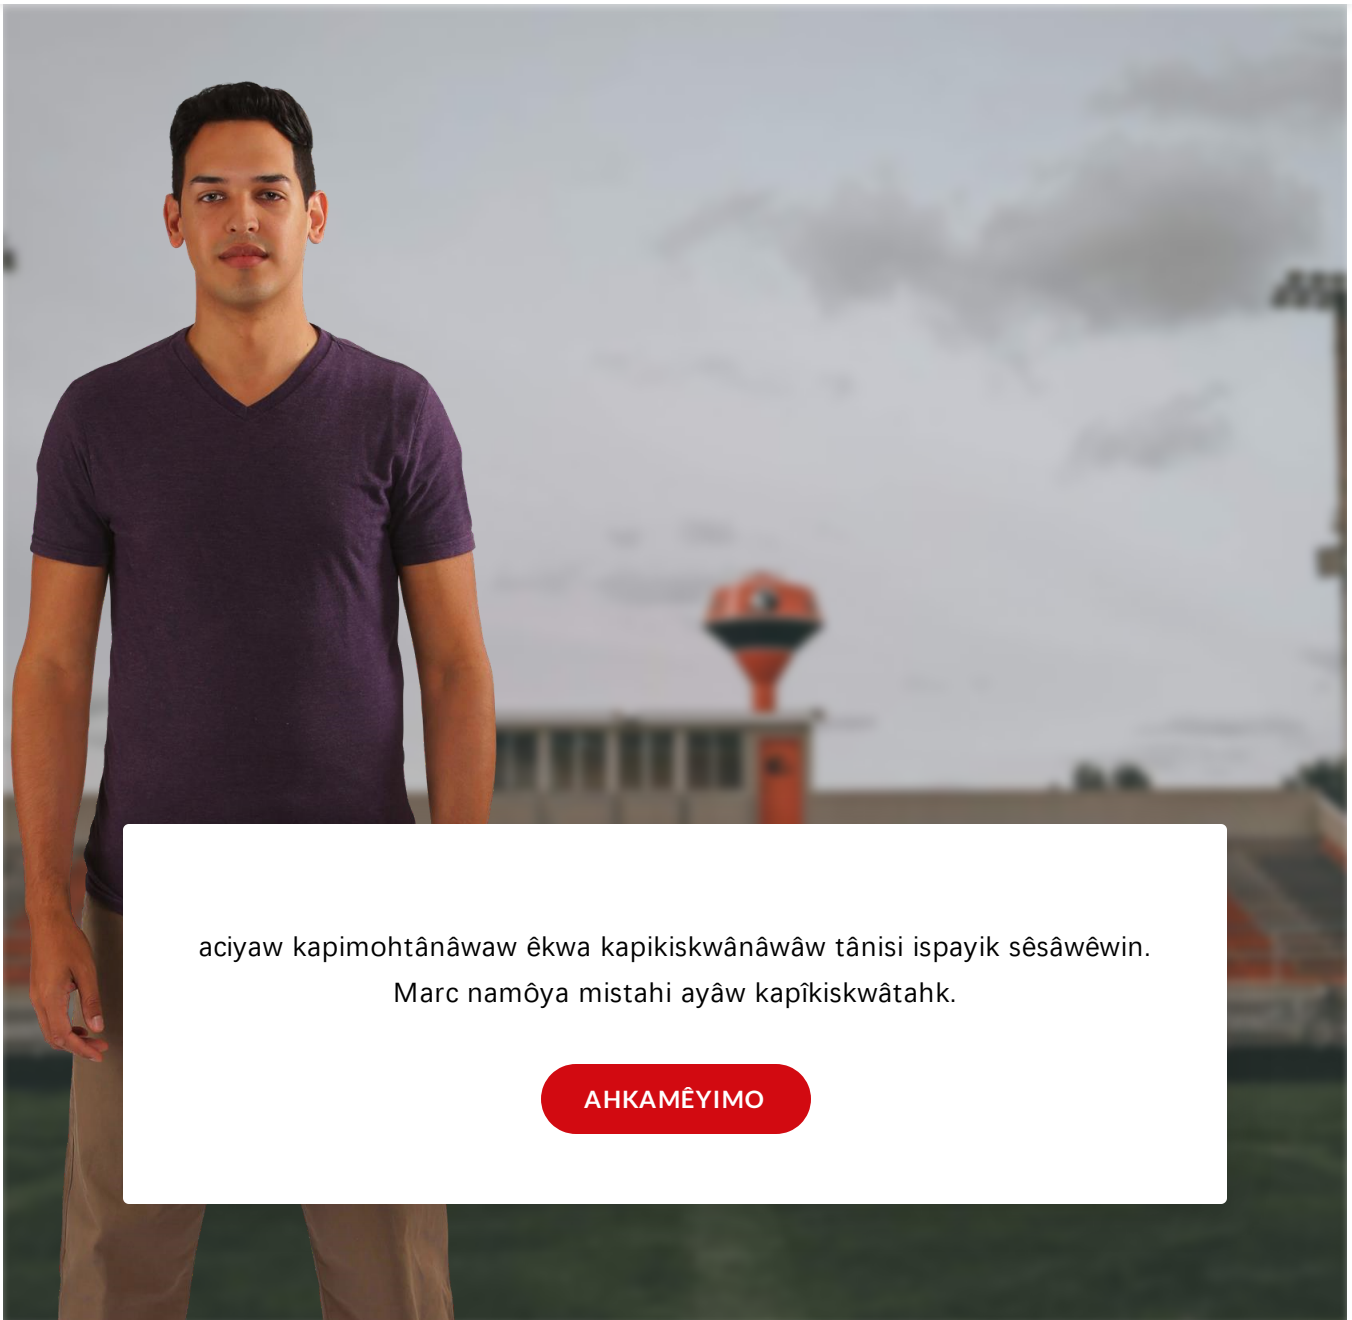 aciyaw kapimohtânâwaw êkwa kapikiskwânâwâw tânisi ispayik sêsâwêwin.
Marc namôya mistahi ayâw kapîkiskwâtahk.
AHKAMÊYIMO